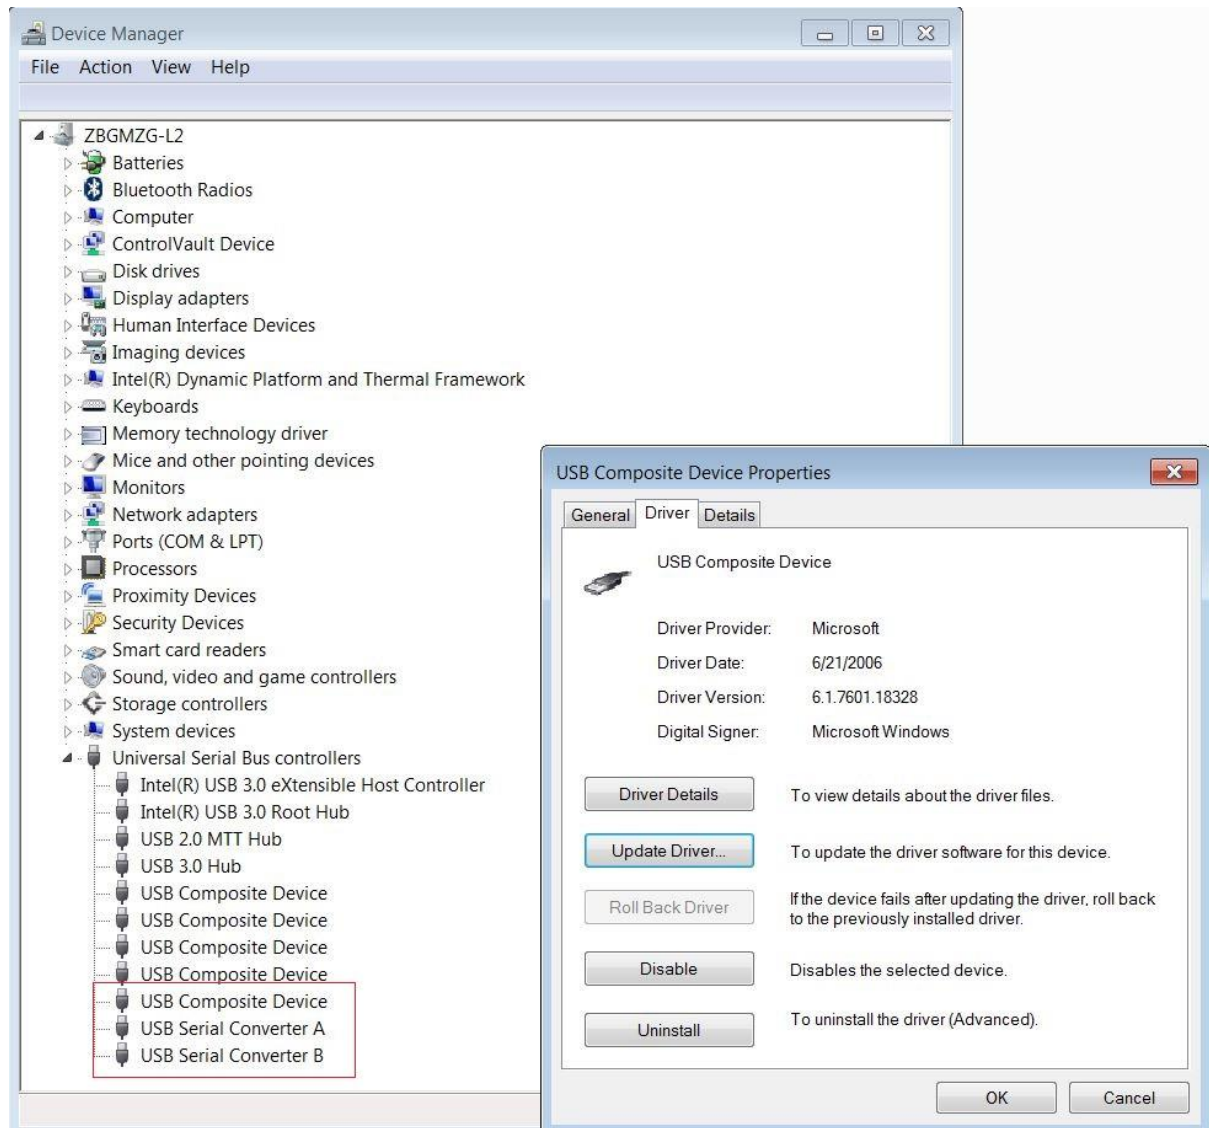 Device Manager
File Action View Help
ZBGMZG-L2
Batteries
Bluetooth Radios
Computer
ControlVault Device
Disk drives
Display adapters
Human Interface Devices
Imaging devices
Intel(R) Dynamic Platform and Thermal Framework
Keyboards
Memory technology driver
Mice and other pointing devices
Monitors
Network adapters
Ports (COM & LPT)
Processors
Proximity Devices
Security Devices
Smart card readers
Sound, video and game controllers
Storage controllers
System devices
Universal Serial Bus controllers
Intel(R) USB 3.0 eXtensible Host Controller
Intel(R) USB 3.0 Root Hub
USB 2.0 MTT Hub
USB 3.0 Hub
USB Composite Device
USB Composite Device
USB Composite Device
USB Composite Device
USB Composite Device
USB Serial Converter A
USB Serial Converter B
USB Composite Device Properties
General Driver Details
USB Composite Device
Driver Provider: Microsoft
Driver Date: 6/21/2006
Driver Version: 6.1.7601.18328
Digital Signer: Microsoft Windows
Driver Details To view details about the driver files.
Update Driver... To update the driver software for this device.
Roll Back Driver If the device fails after updating the driver, roll back
to the previously installed driver.
Disable Disables the selected device.
Uninstall To uninstall the driver (Advanced).
OK Cancel